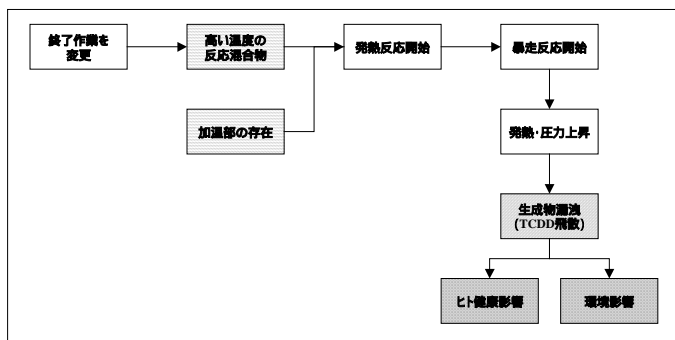 終了作業を
変更
高い温度の
反応混合物
発熱反応開始
暴走反応開始
加温部の存在
発熱・圧力上昇
生成物漏洩
(TCDD飛散)
ヒト健康影響
環境影響